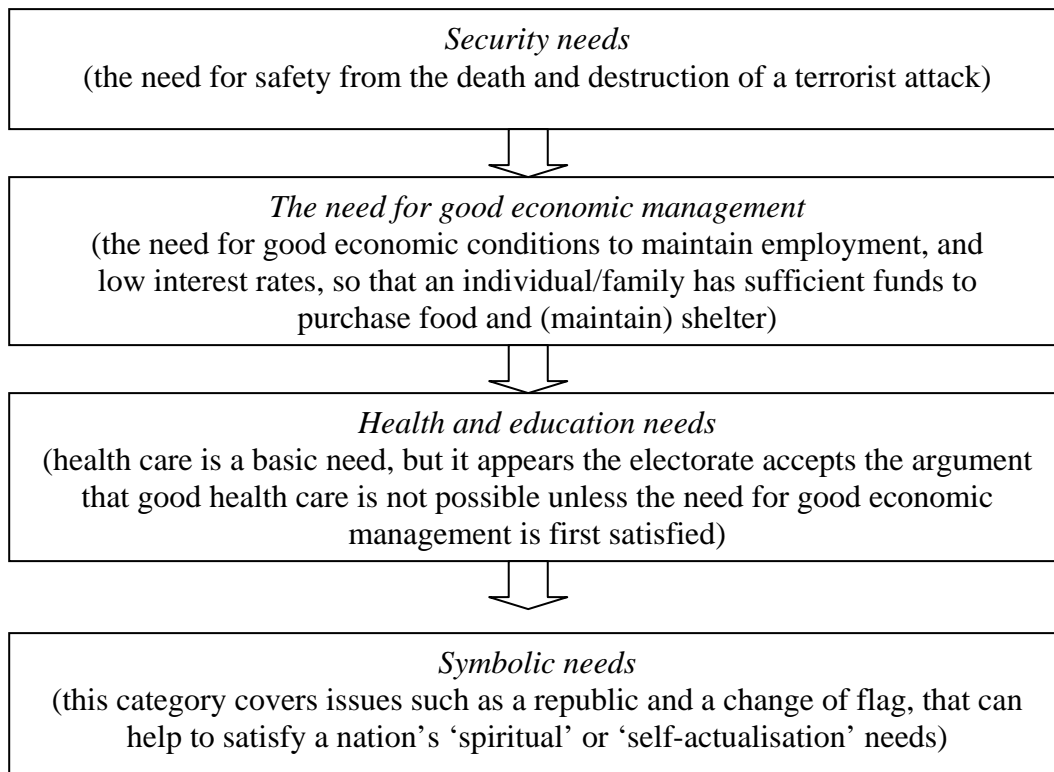 Security needs
(the need for safety from the death and destruction of a terrorist attack)
The need for good economic management
(the need for good economic conditions to maintain employment, and
low interest rates, so that an individual/family has sufficient funds to
purchase food and (maintain) shelter)
Health and education needs
(health care is a basic need, but it appears the electorate accepts the argument
that good health care is not possible unless the need for good economic
management is first satisfied)
Symbolic needs
(this category covers issues such as a republic and a change of flag, that can
help to satisfy a nation’s ‘spiritual’ or ‘self-actualisation’ needs)